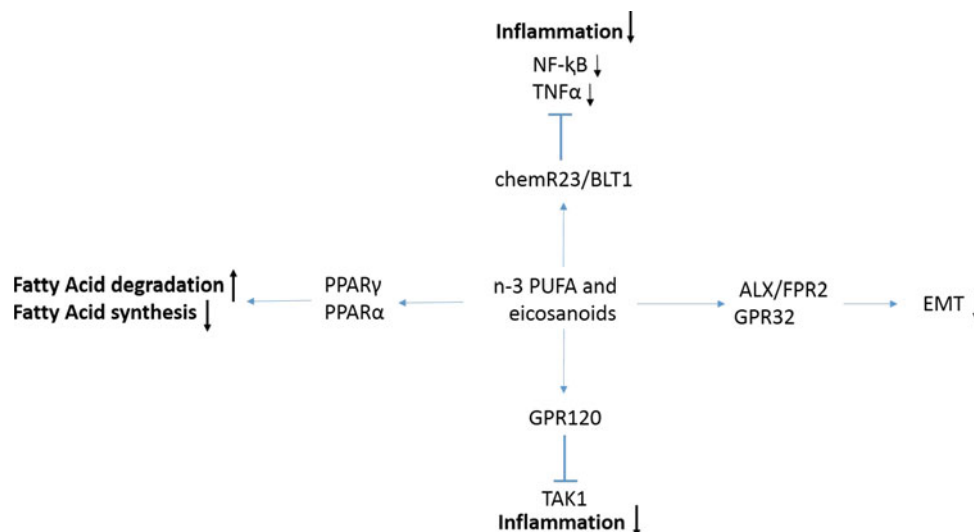 Inflammation ↓
NF-ķB ↓
TNFα ↓
chemR23/BLT1
Fatty Acid degradation ↑
Fatty Acid synthesis ↓
PPARγ
PPARα
n-3 PUFA and
eicosanoids
ALX/FPR2
GPR32
EMT ↓
GPR120
TAK1
Inflammation ↓